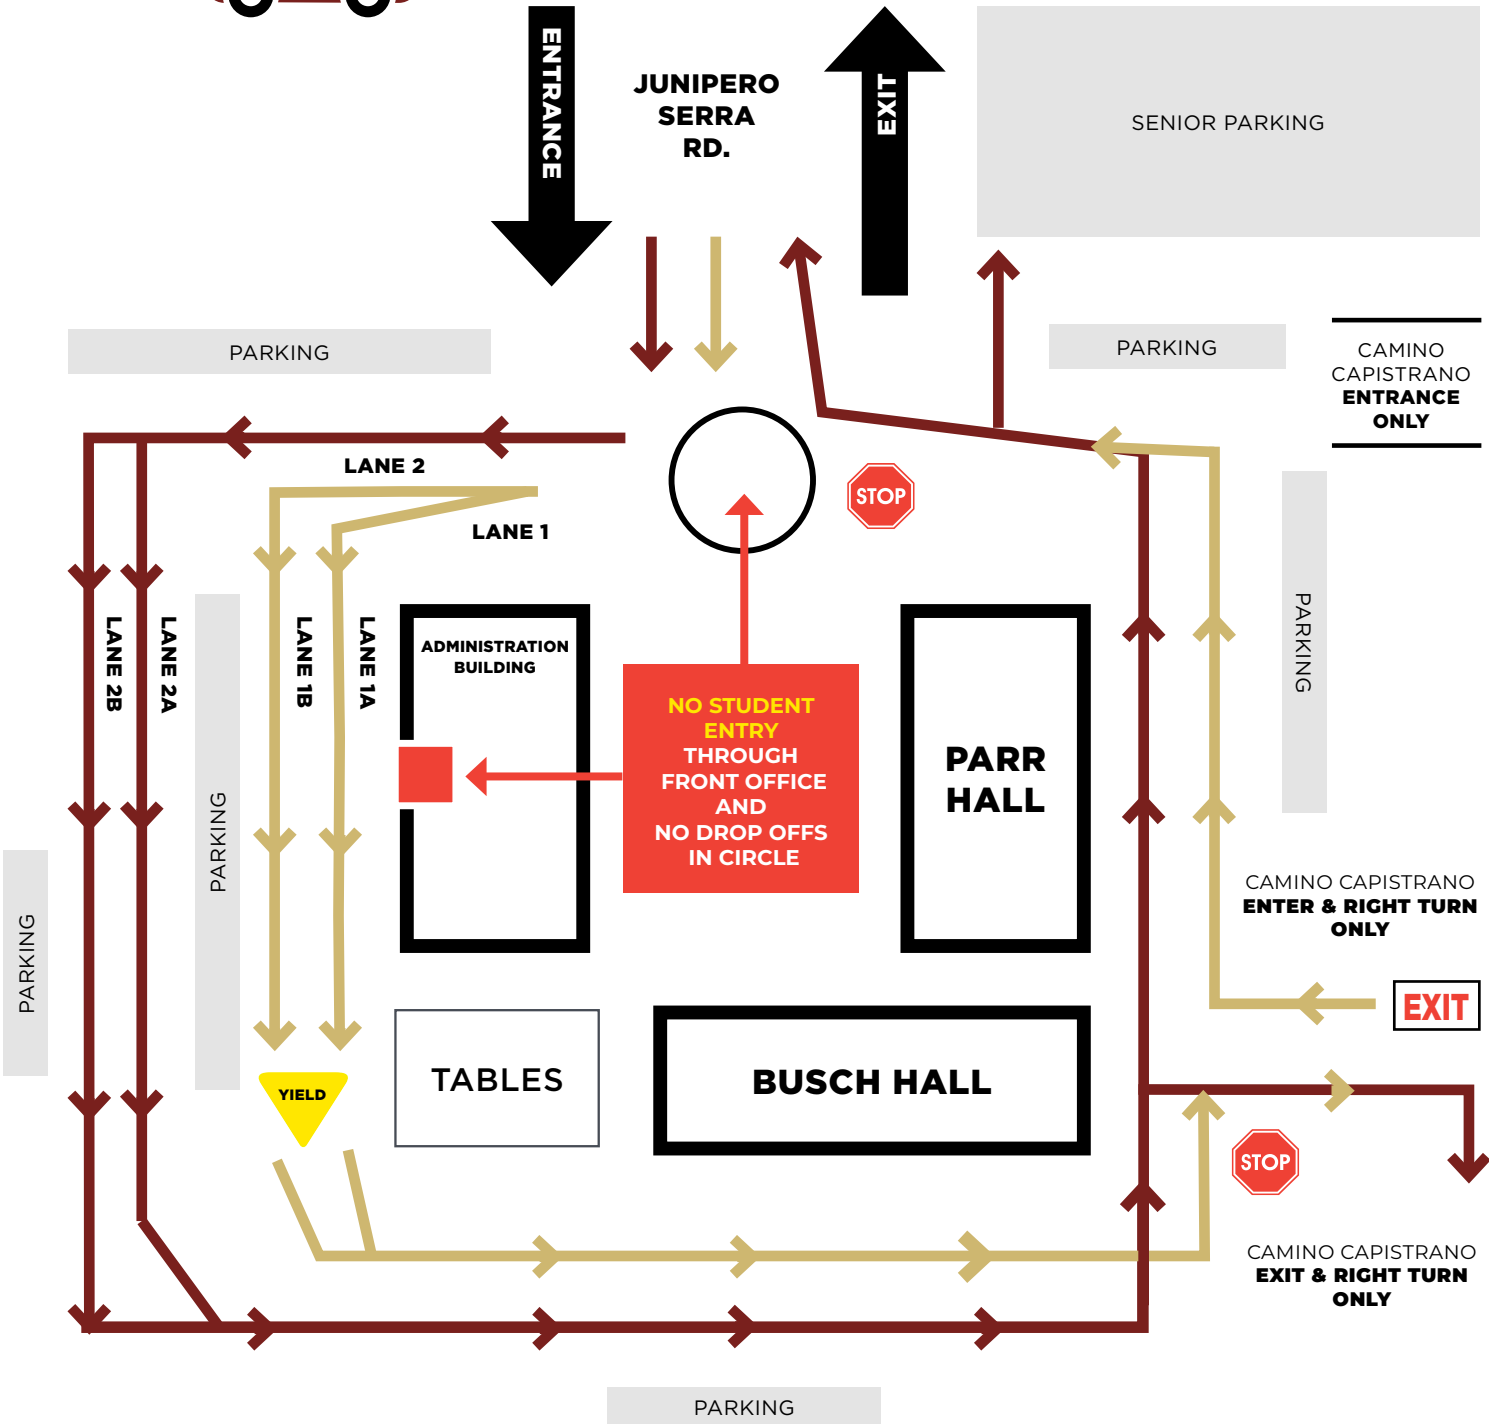 ENTRANCE
JUNIPERO
SERRA
RD.
EXIT
SENIOR PARKING
PARKING
PARKING
CAMINO
CAPISTRANO
ENTRANCE
ONLY
LANE 2
LANE 1
STOP
LANE 2B
LANE 2A
LANE 1B
LANE 1A
ADMINISTRATION
BUILDING
NO STUDENT
ENTRY
THROUGH
FRONT OFFICE
AND
NO DROP OFFS
IN CIRCLE
PARR
HALL
PARKING
PARKING
PARKING
CAMINO CAPISTRANO
ENTER & RIGHT TURN
ONLY
EXIT
YIELD
TABLES
BUSCH HALL
STOP
CAMINO CAPISTRANO
EXIT & RIGHT TURN
ONLY
PARKING